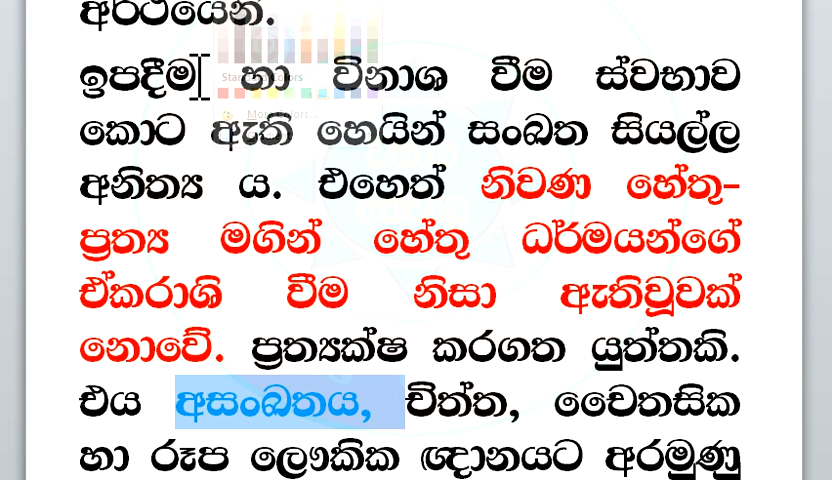 අර්ථයෙනි.
ඉපදීම හා විනාශ වීම ස්වභාව
කොට ඇති හෙයින් සංඛත සියල්ල
අනිත්‍ය ය. එහෙත් නිවණ හේතු-
ප්‍රත්‍ය මගින් හේතු ධර්මයන්ගේ
ඒකරාශි වීම නිසා ඇතිවූවක්
නොවේ. ප්‍රත්‍යක්ෂ කරගත යුත්තකි.
එය අසංඛතය, චිත්ත, චෛතසික
හා රූප ලෞකික ඥානයට අරමුණු